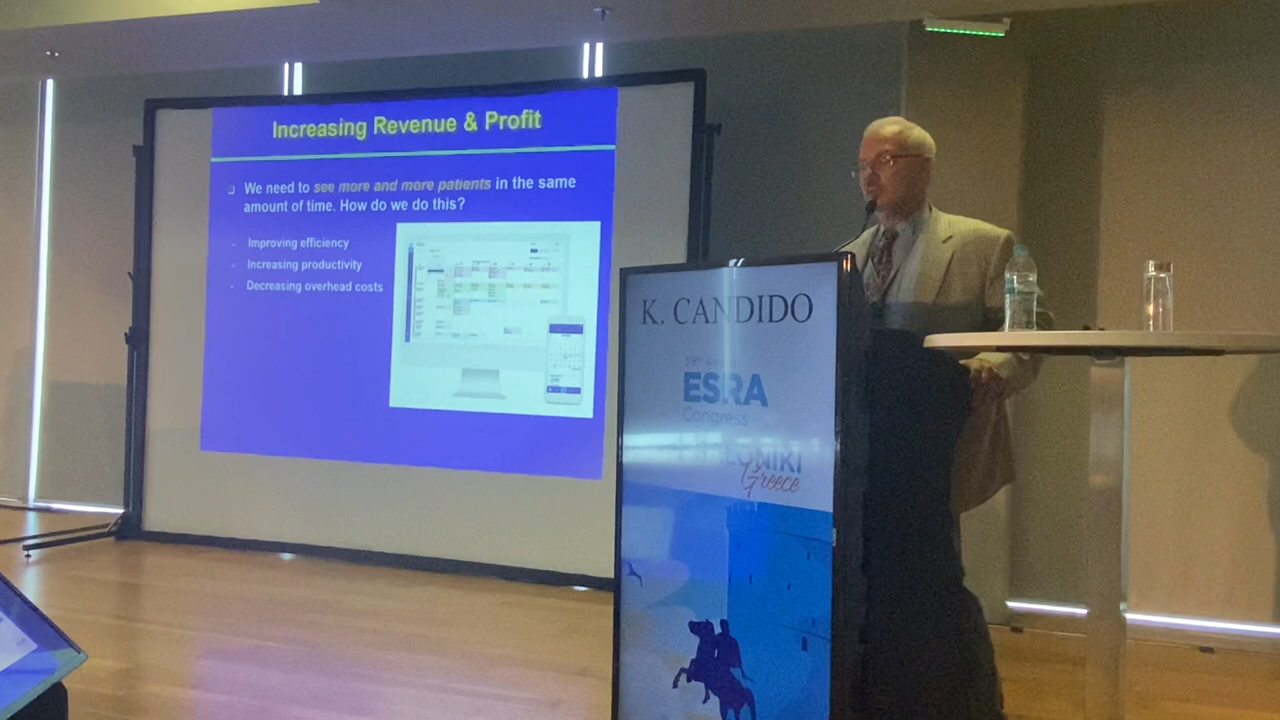 Increasing Revenue & Profit
We need to see more and more patients in the same
amount of time. How do we do this?
- Improving efficiency
- Increasing productivity
- Decreasing overhead costs
K. CANDIDO
ESRA
Congress
Greece